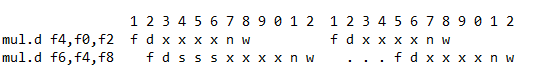 1 2 3 4 5 6 7 8 9 0 1 2 1 2 3 4 5 6 7 8 9 0 1 2
mul.d f4,f0,f2 f d x x x x n w f d x x x x n w
mul.d f6,f4,f8 f d s s s x x x x n w . . . f d x x x x n w